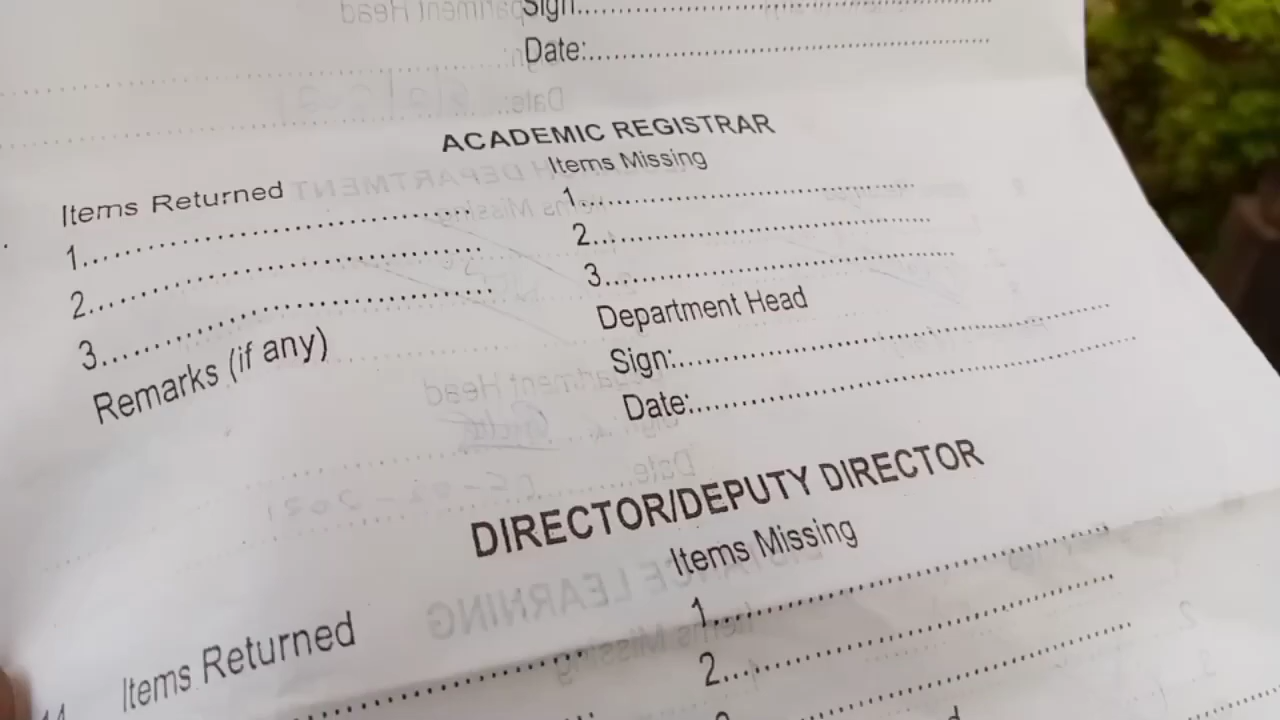 Sign..........................................................
Date:..........................................................
ACADEMIC REGISTRAR
Items Returned
Items Missing
1..........................................................
1..........................................................
2..........................................................
2..........................................................
3..........................................................
3..........................................................
Remarks (if any)
Department Head
Sign:..........................................................
Date:..........................................................
DIRECTOR/DEPUTY DIRECTOR
Items Returned
Items Missing
1..........................................................
2..........................................................